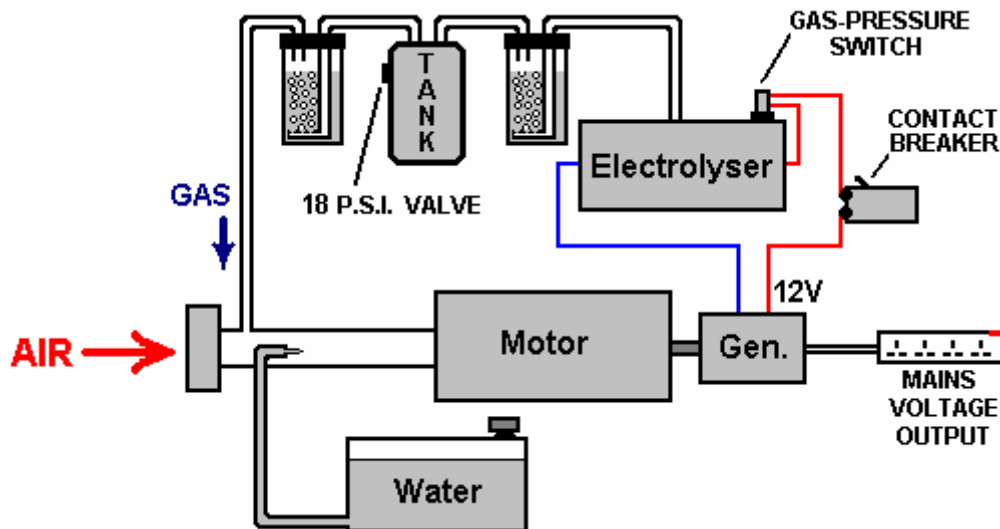 GAS-PRESSURE
SWITCH
T
A
N
K
CONTACT
BREAKER
Electrolyser
GAS
18 P.S.I. VALVE
12V
AIR
Motor
Gen.
MAINS
VOLTAGE
OUTPUT
Water